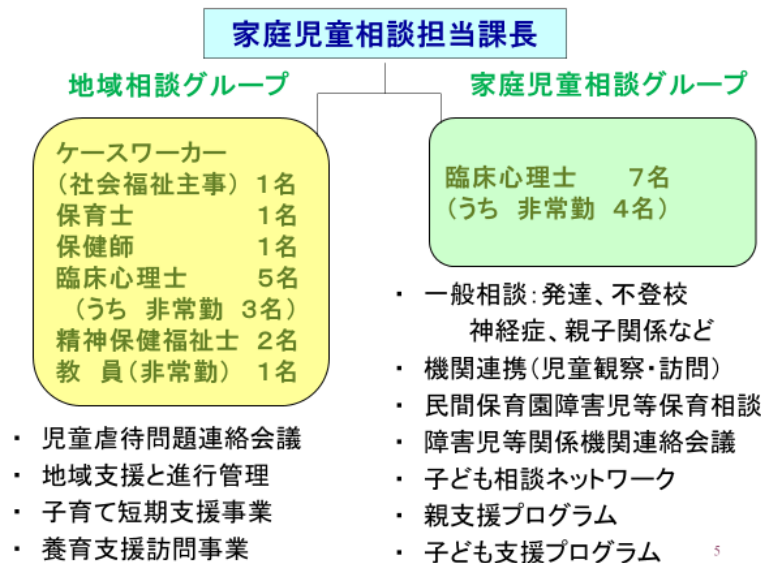 家庭児童相談担当課長
地域相談グループ
ケースワーカー
(社会福祉主事) 1名
保育士 1名
保健師 1名
臨床心理士 5名
(うち 非常勤 3名)
精神保健福祉士 2名
教 員(非常勤) 1名
・ 児童虐待問題連絡会議
・ 地域支援と進行管理
・ 子育て短期支援事業
・ 養育支援訪問事業
家庭児童相談グループ
臨床心理士 7名
(うち 非常勤 4名)
・ 一般相談:発達、不登校
神経症、親子関係など
・ 機関連携(児童観察・訪問)
・ 民間保育園障害児等保育相談
・ 障害児等関係機関連絡会議
・ 子ども相談ネットワーク
・ 親支援プログラム
・ 子ども支援プログラム
5